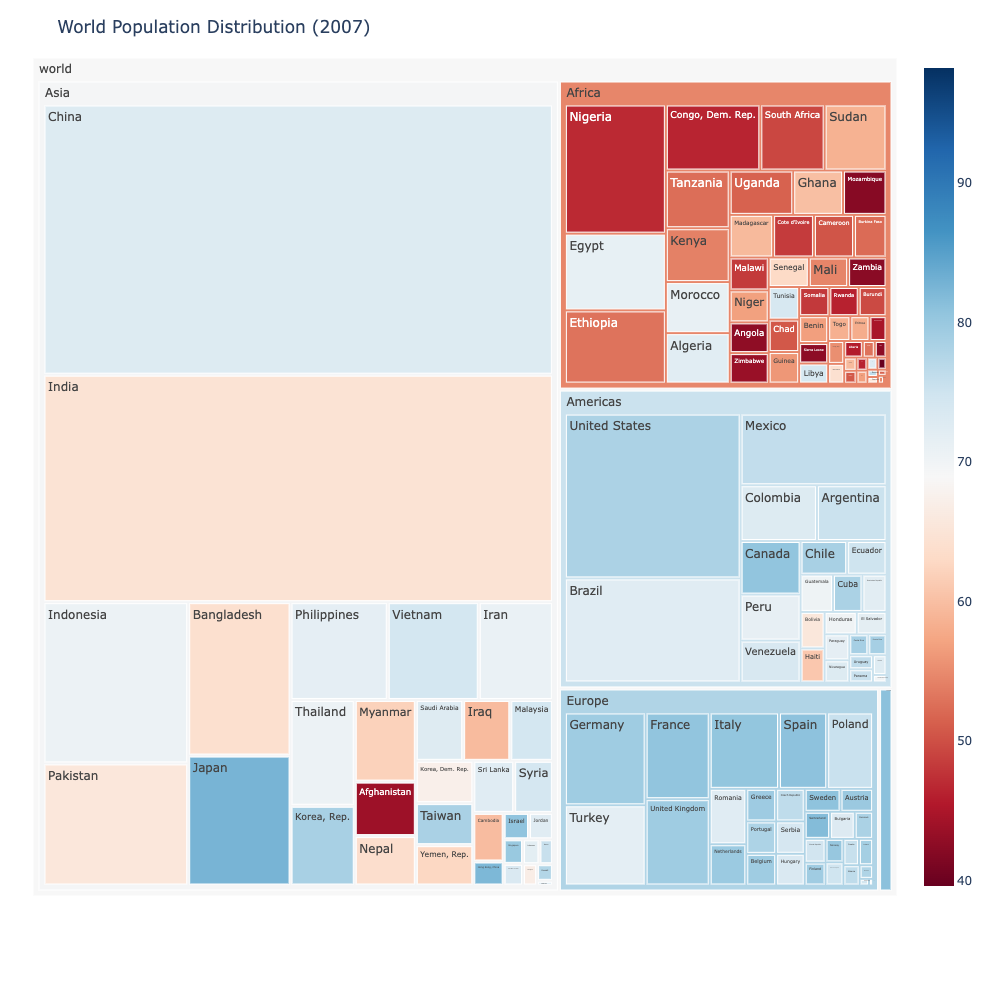 World Population Distribution (2007)
world
Asia
China
India
Indonesia
Pakistan
Bangladesh
Japan
Philippines
Vietnam
Iran
Thailand
Korea, Rep.
Myanmar
Afghanistan
Nepal
Saudi Arabia
Iraq
Malaysia
Korea, Dem. Rep.
Taiwan
Yemen, Rep.
Sri Lanka
Syria
Cambodia
Israel
Jordan
Africa
Nigeria
Egypt
Ethiopia
Congo, Dem. Rep.
South Africa
Sudan
Tanzania
Kenya
Morocco
Algeria
Uganda
Ghana
Mozambique
Madagascar
Cote d'Ivoire
Cameroon
Burkina Faso
Malawi
Senegal
Mali
Zambia
Niger
Tunisia
Somalia
Rwanda
Burundi
Angola
Chad
Benin
Togo
Zimbabwe
Guinea
Sierra Leone
Libya
Americas
United States
Brazil
Mexico
Colombia
Argentina
Canada
Chile
Ecuador
Peru
Venezuela
Guatemala
Cuba
Bolivia
Honduras
El Salvador
Haiti
Paraguay
Nicaragua
Uruguay
Panama
Europe
Germany
Turkey
France
United Kingdom
Italy
Spain
Poland
Romania
Netherlands
Greece
Portugal
Belgium
Czech Republic
Serbia
Hungary
Sweden
Austria
Bulgaria
90
80
70
60
50
40